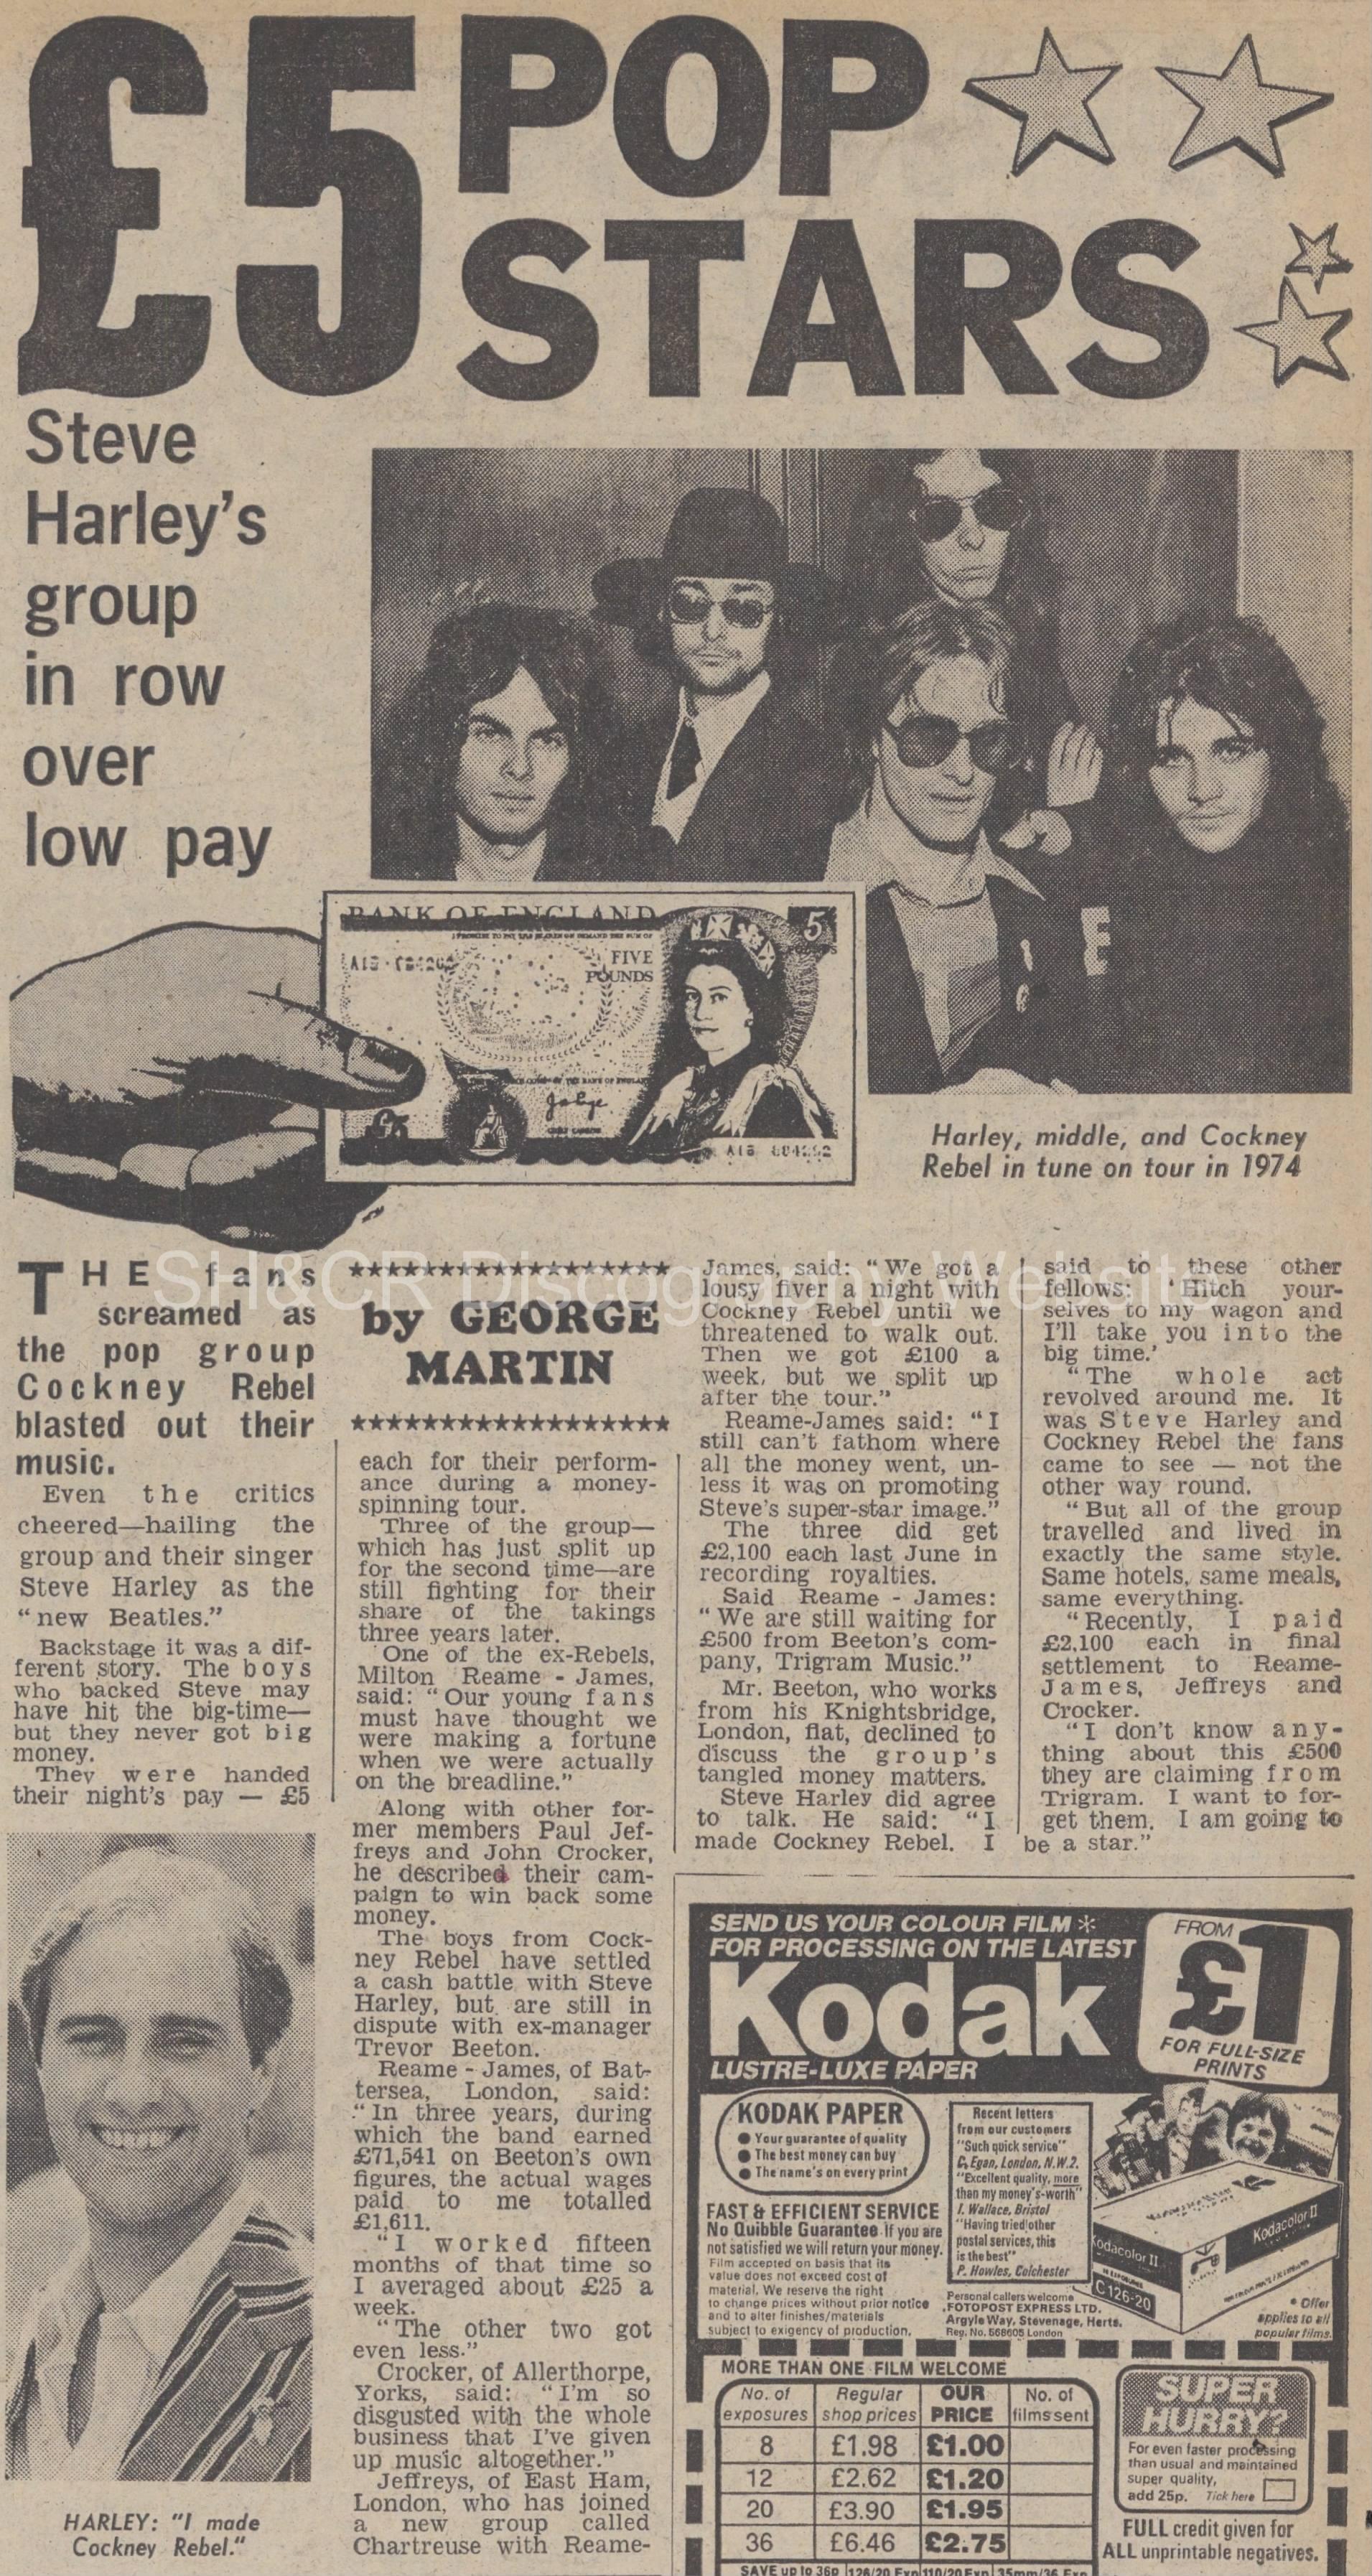 £5 POP
STARS
Steve
Harley's
group
in row
over
low pay
BANK OF ENGLAND
FIVE
POUNDS
5
£5
Harley, middle, and Cockney
Rebel in tune on tour in 1974
SH&CR Discography Website
THE fans
screamed as
the pop group
Cockney Rebel
blasted out their
music.
Even the critics
cheered—hailing the
group and their singer
Steve Harley as the
"new Beatles."
Backstage it was a dif-
ferent story. The boys
who backed Steve may
have hit the big-time—
but they never got big
money.
They were handed
their night's pay — £5
HARLEY: "I made
Cockney Rebel."
by GEORGE
MARTIN
each for their perform-
ance during a money-
spinning tour.
Three of the group—
which has just split up
for the second time—are
still fighting for their
share of the takings
three years later.
One of the ex-Rebels,
Milton Reame - James,
said: "Our young fans
must have thought we
were making a fortune
when we were actually
on the breadline."
Along with other for-
mer members Paul Jef-
freys and John Crocker,
he described their cam-
paign to win back some
money.
The boys from Cock-
ney Rebel have settled
a cash battle with Steve
Harley, but are still in
dispute with ex-manager
Trevor Beeton.
Reame - James, of Bat-
tersea, London, said:
"In three years, during
which the band earned
£71,541 on Beeton's own
figures, the actual wages
paid to me totalled
£1,611.
"I worked fifteen
months of that time so
I averaged about £25 a
week.
"The other two got
even less."
Crocker, of Allerthorpe,
Yorks, said: "I'm so
disgusted with the whole
business that I've given
up music altogether."
Jeffreys, of East Ham,
London, who has joined
a new group called
Chartreuse with Reame-
James, said: "We got a
lousy fiver a night with
Cockney Rebel until we
threatened to walk out.
Then we got £100 a
week, but we split up
after the tour."
Reame-James said: "I
still can't fathom where
all the money went, un-
less it was on promoting
Steve's super-star image."
The three did get
£2,100 each last June in
recording royalties.
Said Reame - James:
"We are still waiting for
£500 from Beeton's com-
pany, Trigram Music."
Mr. Beeton, who works
from his Knightsbridge,
London, flat, declined to
discuss the group's
tangled money matters.
Steve Harley did agree
to talk. He said: "I
made Cockney Rebel. I
said to these other
fellows: 'Hitch your-
selves to my wagon and
I'll take you into the
big time.'
"The whole act
revolved around me. It
was Steve Harley and
Cockney Rebel the fans
came to see — not the
other way round.
"But all of the group
travelled and lived in
exactly the same style.
Same hotels, same meals,
same everything.
"Recently, I paid
£2,100 each in final
settlement to Reame-
James, Jeffreys and
Crocker.
"I don't know any-
thing about this £500
they are claiming from
Trigram. I want to for-
get them. I am going to
be a star."
SEND US YOUR COLOUR FILM *
FOR PROCESSING ON THE LATEST
Kodak
LUSTRE-LUXE PAPER
FROM
£1
FOR FULL-SIZE
PRINTS
KODAK PAPER
● Your guarantee of quality
● The best money can buy
● The name's on every print
FAST & EFFICIENT SERVICE
No Quibble Guarantee. If you are
not satisfied we will return your money.
Film accepted on basis that its
value does not exceed cost of
material. We reserve the right
to change prices without prior notice
and to alter finishes/materials
subject to exigency of production.
Recent letters
from our customers
"Such quick service"
C. Egan, London, N.W.2.
"Excellent quality, more
than my money's-worth"
I. Wallace, Bristol
"Having tried other
postal services, this
is the best"
P. Howles, Colchester
Personal callers welcome
FOTOPOST EXPRESS LTD.
Argyle Way, Stevenage, Herts.
Reg. No. 568605 London
Kodacolor II
Kodacolor II
C126-20
* Offer
applies to all
popular films.
MORE THAN ONE FILM WELCOME
No. of exposures Regular shop prices OUR PRICE No. of films sent
8 £1.98 £1.00
12 £2.62 £1.20
20 £3.90 £1.95
36 £6.46 £2.75
SAVE up to 36p 126/20 Exp 110/20 Exp 35mm/36 Exp
SUPER
HURRY?
For even faster processing
than usual and maintained
super quality,
add 25p. Tick here
FULL credit given for
ALL unprintable negatives.